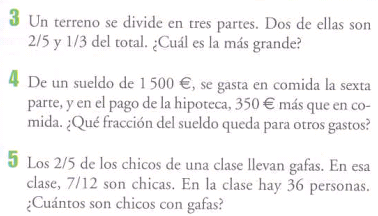 3 Un terreno se divide en tres partes. Dos de ellas son
2/5 y 1/3 del total. ¿Cuál es la más grande?
4 De un sueldo de 1 500 €, se gasta en comida la sexta
parte, y en el pago de la hipoteca, 350 € más que en co-
mida. ¿Qué fracción del sueldo queda para otros gastos?
5 Los 2/5 de los chicos de una clase llevan gafas. En esa
clase, 7/12 son chicas. En la clase hay 36 personas.
¿Cuántos son chicos con gafas?